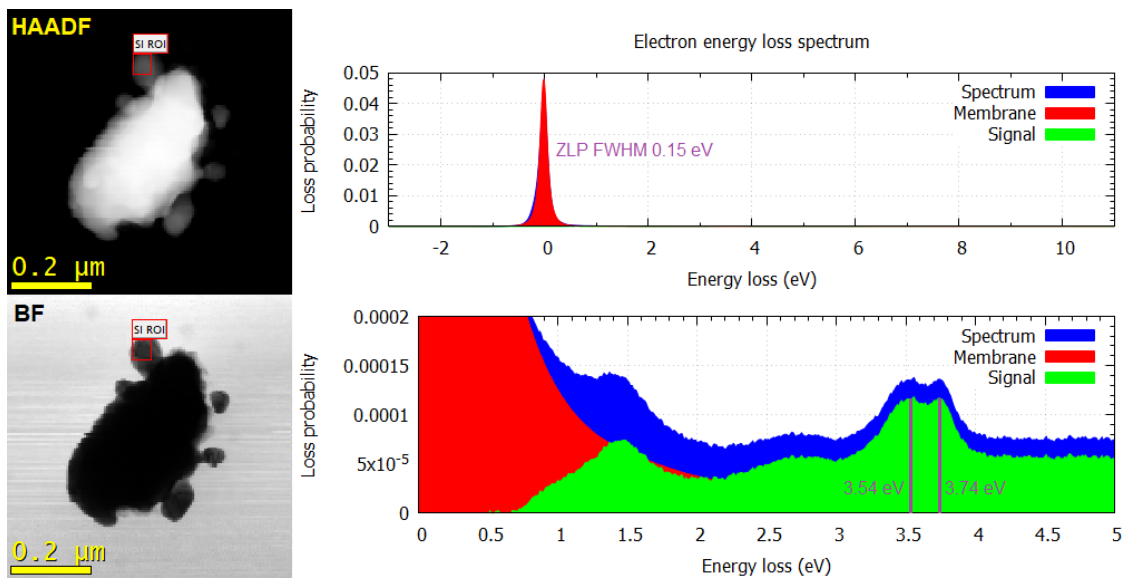 HAADF
SI ROI
0.2 µm
BF
SI ROI
0.2 µm
Electron energy loss spectrum
Loss probability
0.05
0.04
0.03
0.02
0.01
0
Spectrum
Membrane
Signal
ZLP FWHM 0.15 eV
-2 0 2 4 6 8 10
Energy loss (eV)
Loss probability
0.0002
0.00015
0.0001
5x10-5
0
Spectrum
Membrane
Signal
3.54 eV 3.74 eV
0 0.5 1 1.5 2 2.5 3 3.5 4 4.5 5
Energy loss (eV)